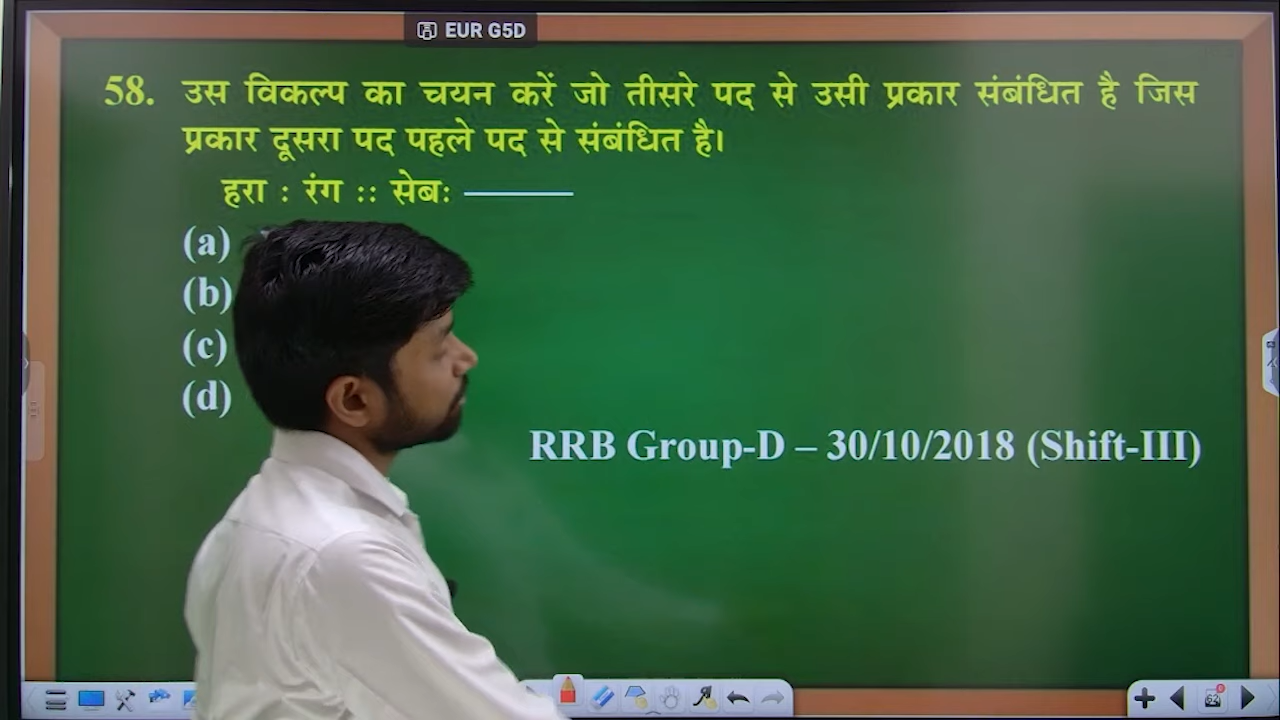 EUR G5D
58. उस विकल्प का चयन करें जो तीसरे पद से उसी प्रकार संबंधित है जिस
प्रकार दूसरा पद पहले पद से संबंधित है।
हरा : रंग :: सेबः
(a)
(b)
(c)
(d)
RRB Group-D – 30/10/2018 (Shift-III)